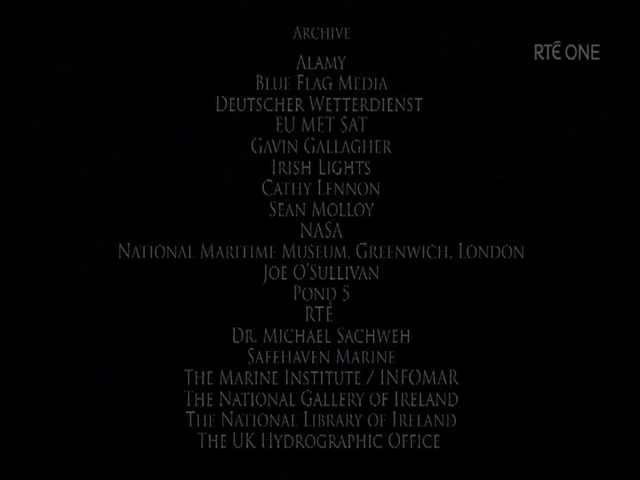 ARCHIVE
RTÉ ONE
ALAMY
BLUE FLAG MEDIA
DEUTSCHER WETTERDIENST
EU MET SAT
GAVIN GALLAGHER
IRISH LIGHTS
CATHY LENNON
SEAN MOLLOY
NASA
NATIONAL MARITIME MUSEUM, GREENWICH, LONDON
JOE O'SULLIVAN
POND 5
RTÉ
DR. MICHAEL SACHWEH
SAFEHAVEN MARINE
THE MARINE INSTITUTE / INFOMAR
THE NATIONAL GALLERY OF IRELAND
THE NATIONAL LIBRARY OF IRELAND
THE UK HYDROGRAPHIC OFFICE